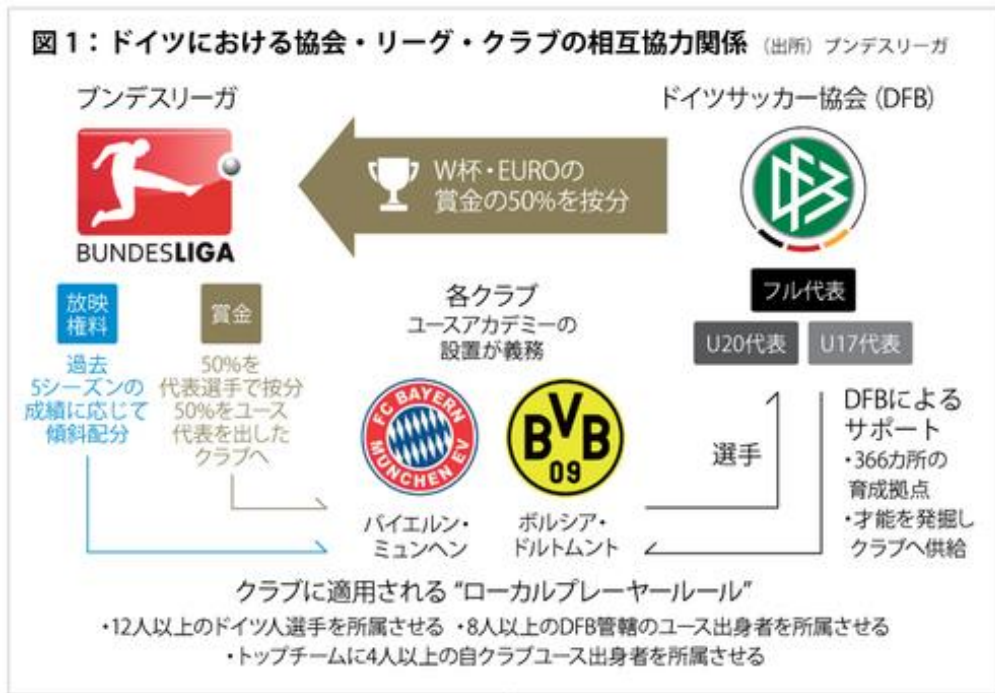 図1：ドイツにおける協会・リーグ・クラブの相互協力関係 （出所）ブンデスリーガ
ブンデスリーガ
BUNDESLIGA
W杯・EUROの
賞金の50%を按分
ドイツサッカー協会（DFB）
DFB
フル代表
U20代表
U17代表
放映
権料
過去
5シーズンの
成績に応じて
傾斜配分
賞金
50%を
代表選手で按分
50%をユース
代表を出した
クラブへ
各クラブ
ユースアカデミーの
設置が義務
FC BAYERN
MÜNCHEN EV
バイエルン・
ミュンヘン
BVB
09
ボルシア・
ドルトムント
選手
DFBによる
サポート
・366カ所の
育成拠点
・才能を発掘し
クラブへ供給
クラブに適用される “ローカルプレーヤールール”
・12人以上のドイツ人選手を所属させる ・8人以上のDFB管轄のユース出身者を所属させる
・トップチームに4人以上の自クラブユース出身者を所属させる